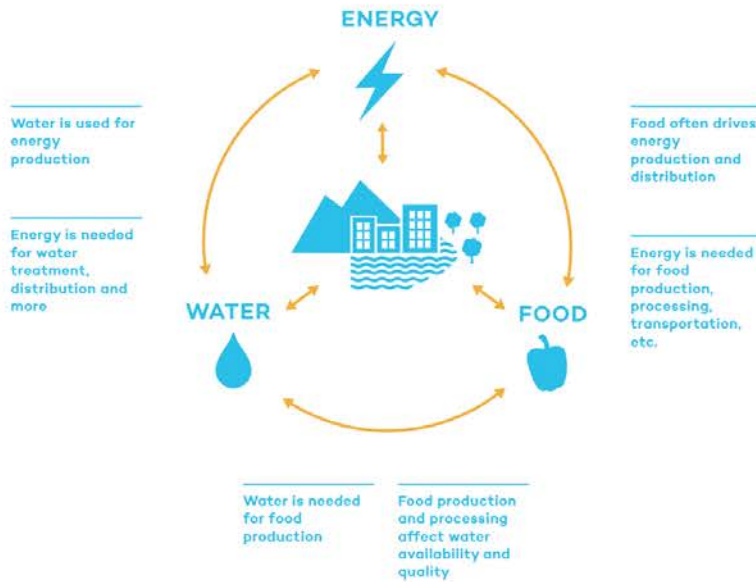 ENERGY
Water is used for
energy
production
Energy is needed
for water
treatment,
distribution and
more
Food often drives
energy
production and
distribution
Energy is needed
for food
production,
processing,
transportation,
etc.
WATER
FOOD
Water is needed
for food
production
Food production
and processing
affect water
availability and
quality